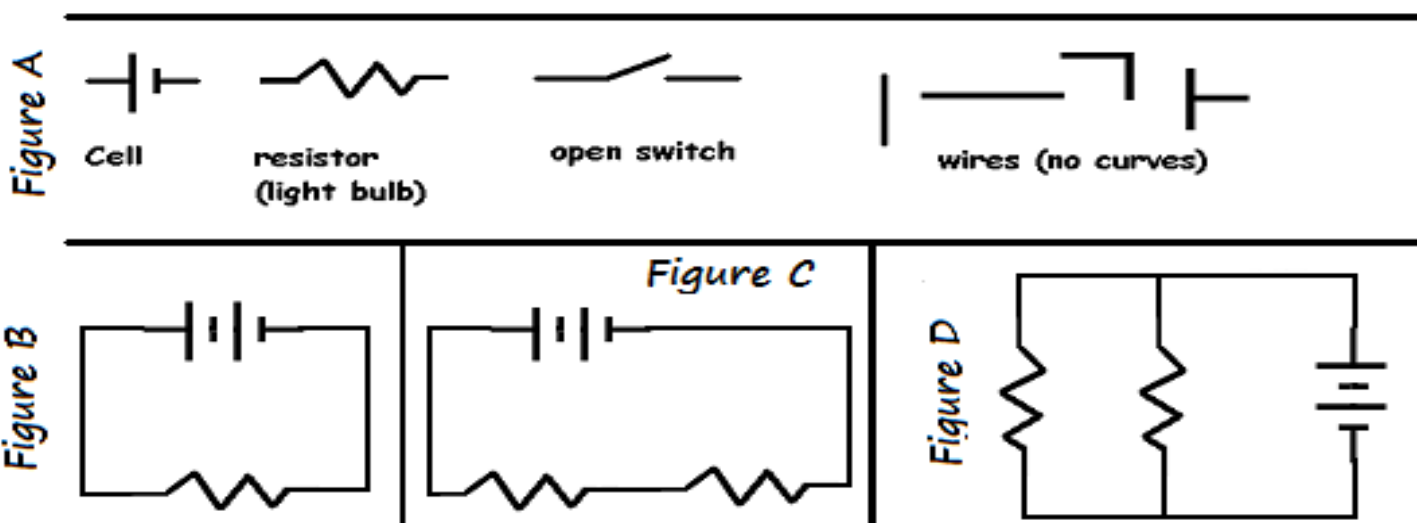 Figure A
Cell
resistor
(light bulb)
open switch
wires (no curves)
Figure B
Figure C
Figure D